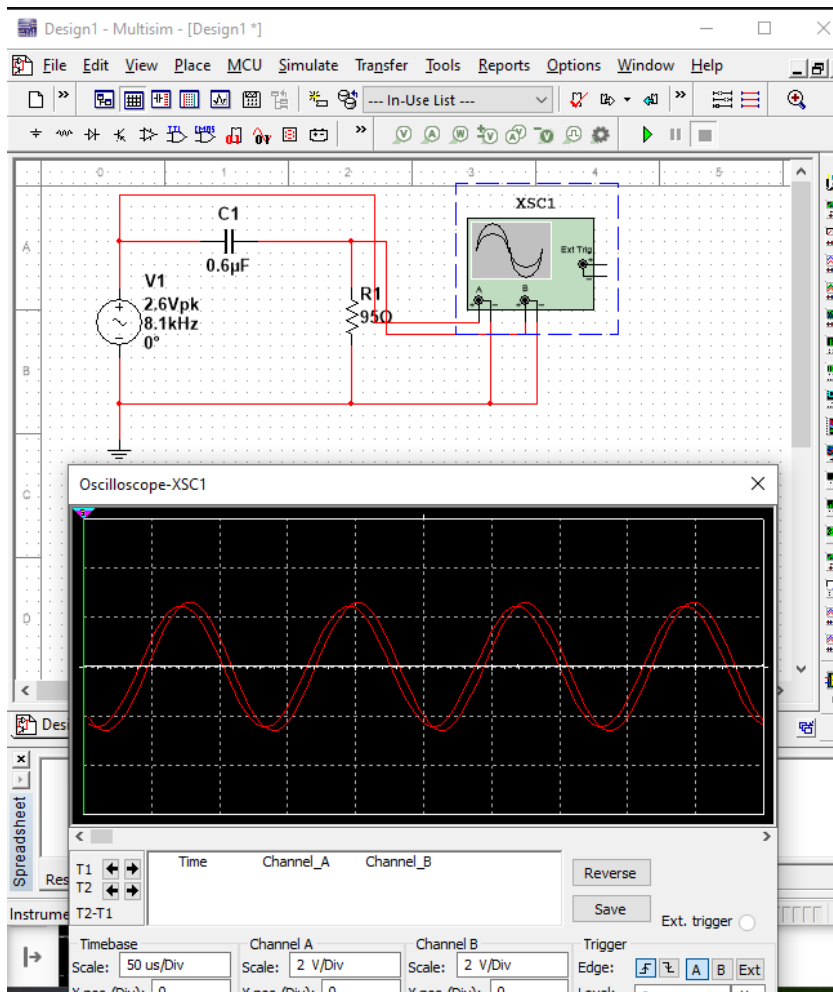 Design1 - Multisim - [Design1 *]
File Edit View Place MCU Simulate Transfer Tools Reports Options Window Help
--- In-Use List ---
0 1 2 3 4 5
A
B
C
D
XSC1
Ext Trig
A B
C1
0.6µF
V1
2.6Vpk
8.1kHz
0°
R1
95Ω
Oscilloscope-XSC1
Desi
Spreadsheet
Res
Instrume
T1
T2
T2-T1
Time Channel_A Channel_B
Reverse
Save
Ext. trigger
Timebase
Scale: 50 us/Div
Channel A
Scale: 2 V/Div
Channel B
Scale: 2 V/Div
Trigger
Edge: A B Ext